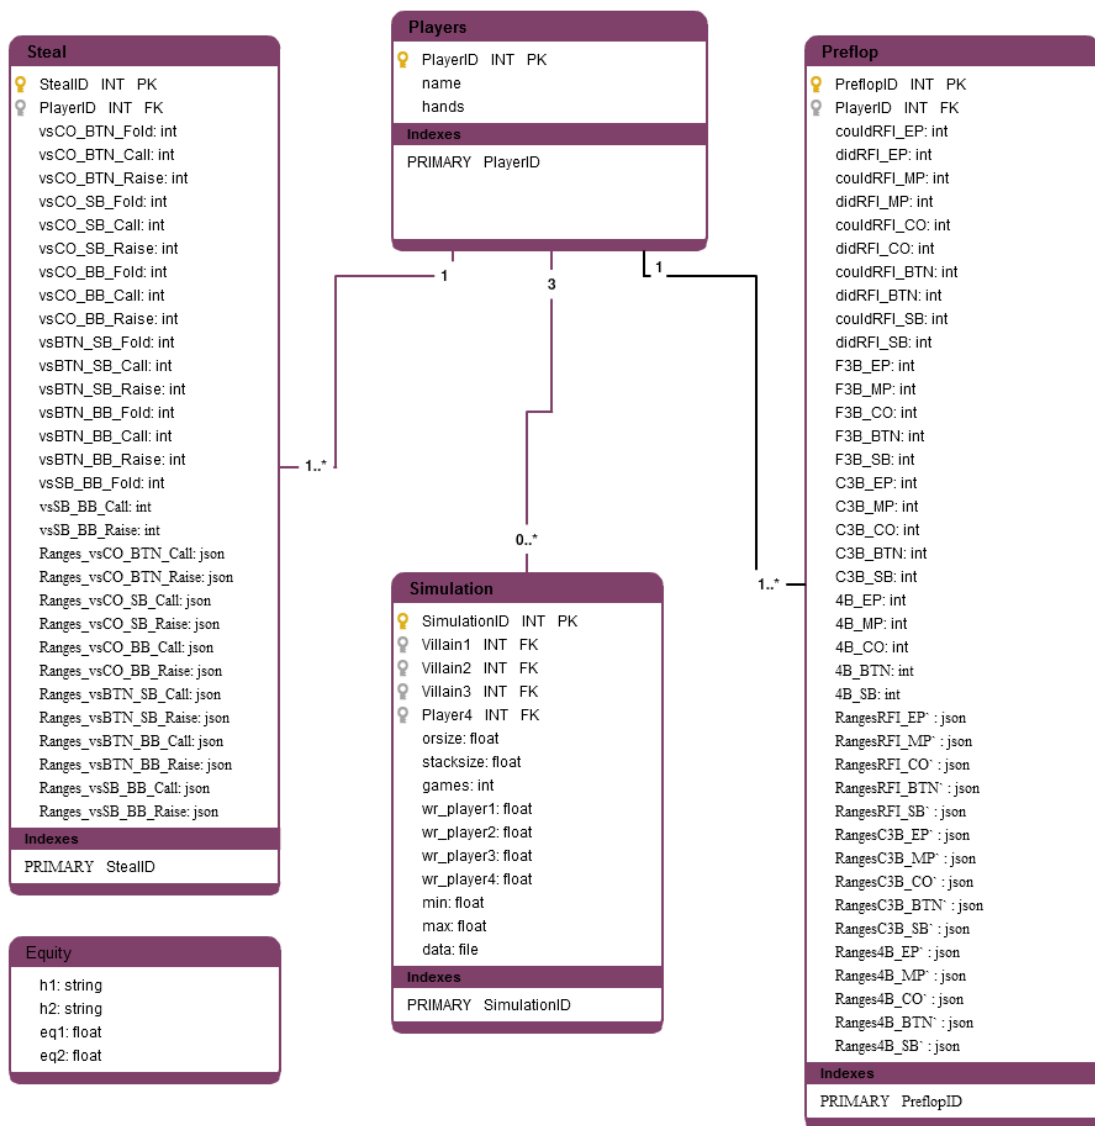 Steal
StealID INT PK
PlayerID INT FK
vsCO_BTN_Fold: int
vsCO_BTN_Call: int
vsCO_BTN_Raise: int
vsCO_SB_Fold: int
vsCO_SB_Call: int
vsCO_SB_Raise: int
vsCO_BB_Fold: int
vsCO_BB_Call: int
vsCO_BB_Raise: int
vsBTN_SB_Fold: int
vsBTN_SB_Call: int
vsBTN_SB_Raise: int
vsBTN_BB_Fold: int
vsBTN_BB_Call: int
vsBTN_BB_Raise: int
vsSB_BB_Fold: int
vsSB_BB_Call: int
vsSB_BB_Raise: int
Ranges_vsCO_BTN_Call: json
Ranges_vsCO_BTN_Raise: json
Ranges_vsCO_SB_Call: json
Ranges_vsCO_SB_Raise: json
Ranges_vsCO_BB_Call: json
Ranges_vsCO_BB_Raise: json
Ranges_vsBTN_SB_Call: json
Ranges_vsBTN_SB_Raise: json
Ranges_vsBTN_BB_Call: json
Ranges_vsBTN_BB_Raise: json
Ranges_vsSB_BB_Call: json
Ranges_vsSB_BB_Raise: json
Indexes
PRIMARY StealID
Equity
h1: string
h2: string
eq1: float
eq2: float
Players
PlayerID INT PK
name
hands
Indexes
PRIMARY PlayerID
1
3
1
1..*
0..*
1..*
Simulation
SimulationID INT PK
Villain1 INT FK
Villain2 INT FK
Villain3 INT FK
Player4 INT FK
orsize: float
stacksize: float
games: int
wr_player1: float
wr_player2: float
wr_player3: float
wr_player4: float
min: float
max: float
data: file
Indexes
PRIMARY SimulationID
Preflop
PreflopID INT PK
PlayerID INT FK
couldRFI_EP: int
didRFI_EP: int
couldRFI_MP: int
didRFI_MP: int
couldRFI_CO: int
didRFI_CO: int
couldRFI_BTN: int
didRFI_BTN: int
couldRFI_SB: int
didRFI_SB: int
F3B_EP: int
F3B_MP: int
F3B_CO: int
F3B_BTN: int
F3B_SB: int
C3B_EP: int
C3B_MP: int
C3B_CO: int
C3B_BTN: int
C3B_SB: int
4B_EP: int
4B_MP: int
4B_CO: int
4B_BTN: int
4B_SB: int
RangesRFI_EP` : json
RangesRFI_MP` : json
RangesRFI_CO` : json
RangesRFI_BTN` : json
RangesRFI_SB` : json
RangesC3B_EP` : json
RangesC3B_MP` : json
RangesC3B_CO` : json
RangesC3B_BTN` : json
RangesC3B_SB` : json
Ranges4B_EP` : json
Ranges4B_MP` : json
Ranges4B_CO` : json
Ranges4B_BTN` : json
Ranges4B_SB` : json
Indexes
PRIMARY PreflopID